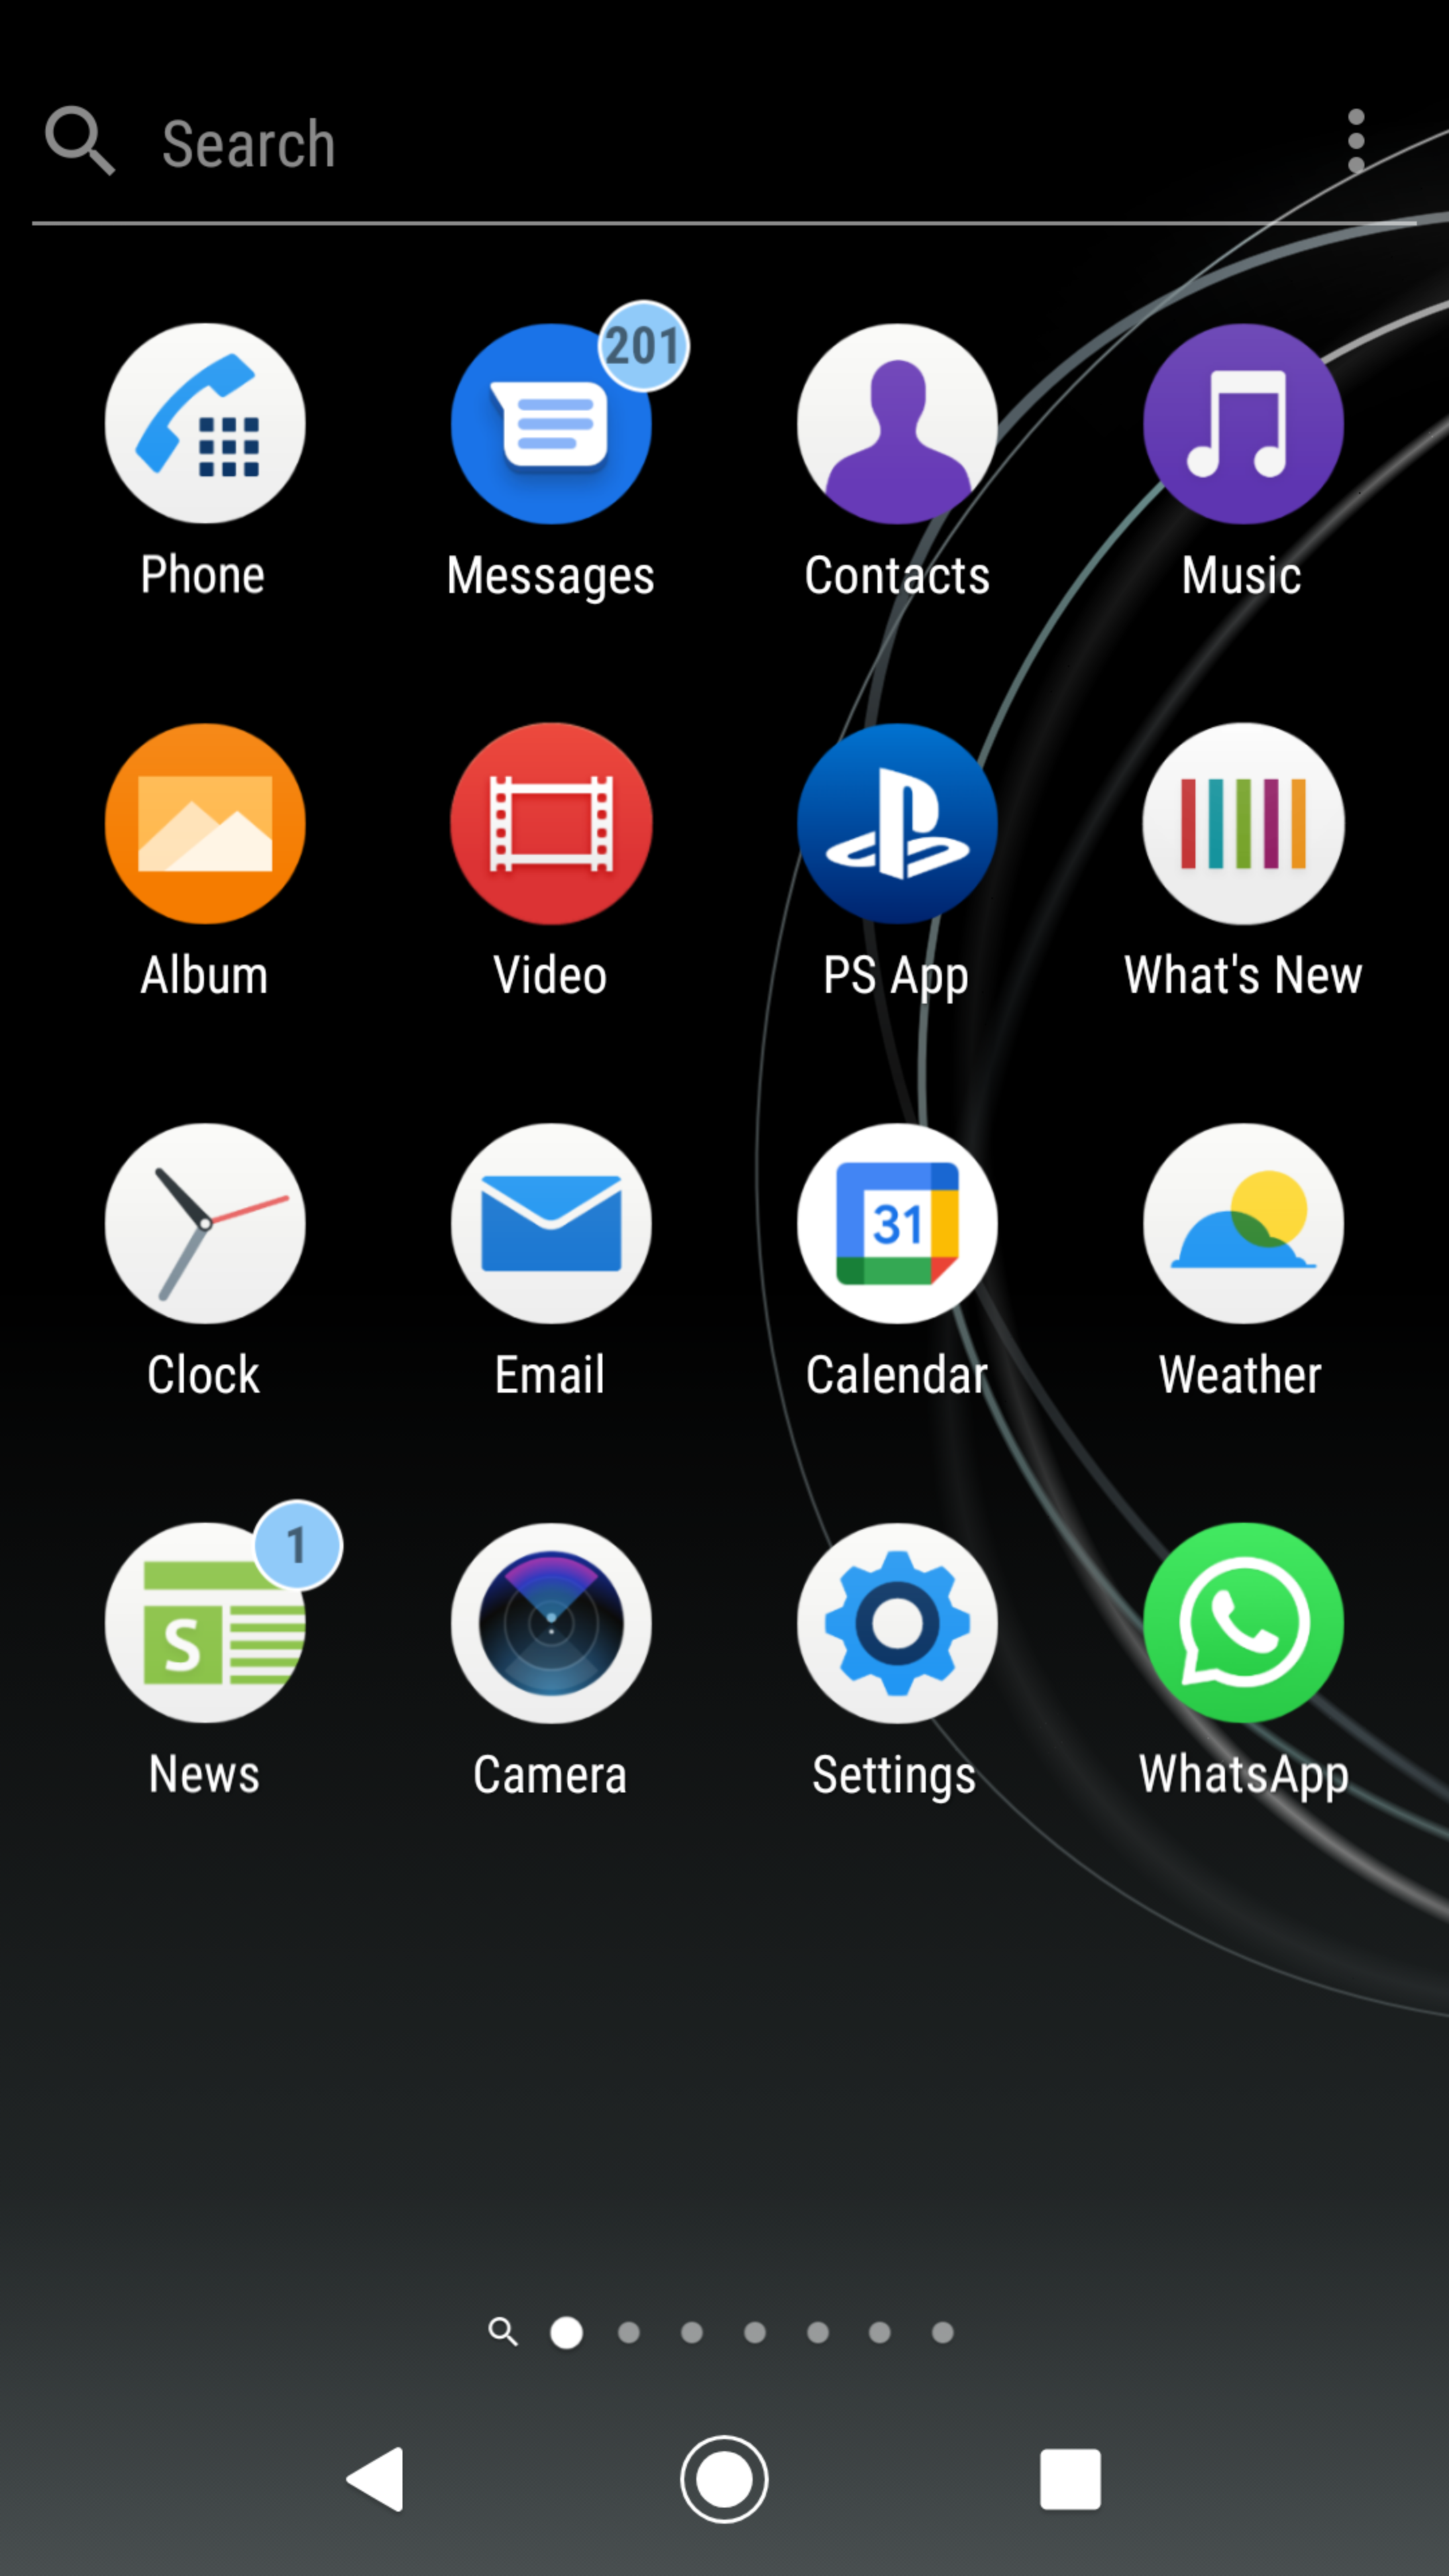 Search
201
Phone
Messages
Contacts
Music
Album
Video
PS App
What's New
31
Clock
Email
Calendar
Weather
1
S
News
Camera
Settings
WhatsApp